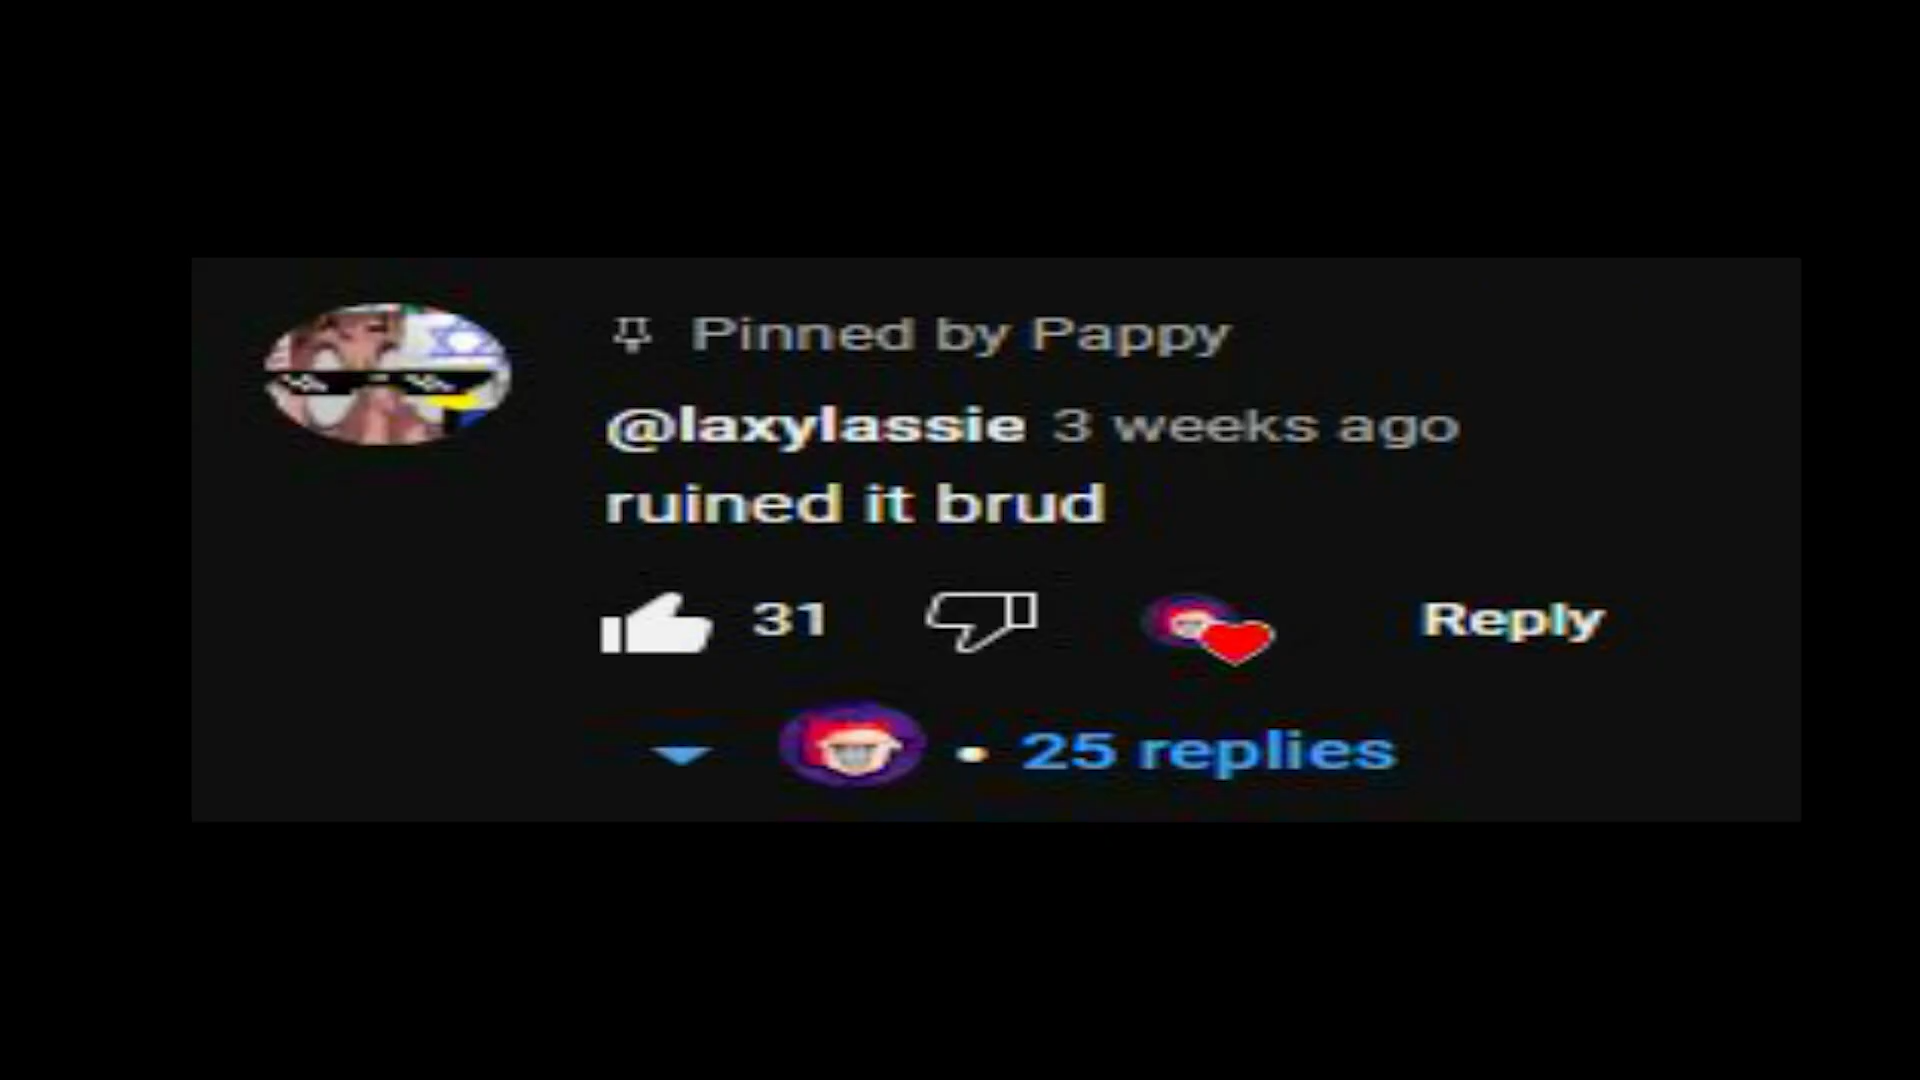 Pinned by Pappy
@laxylassie 3 weeks ago
ruined it brud
31 Reply
25 replies